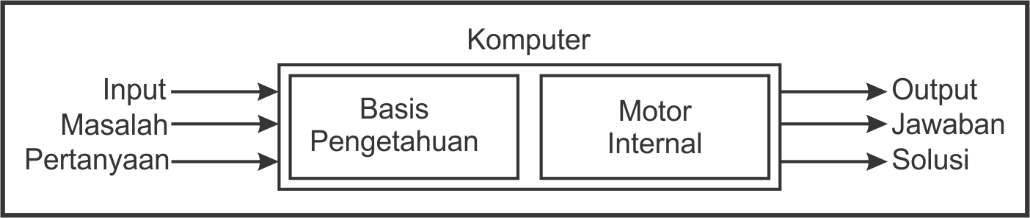 Komputer
Input
Masalah
Pertanyaan
Basis
Pengetahuan
Motor
Internal
Output
Jawaban
Solusi